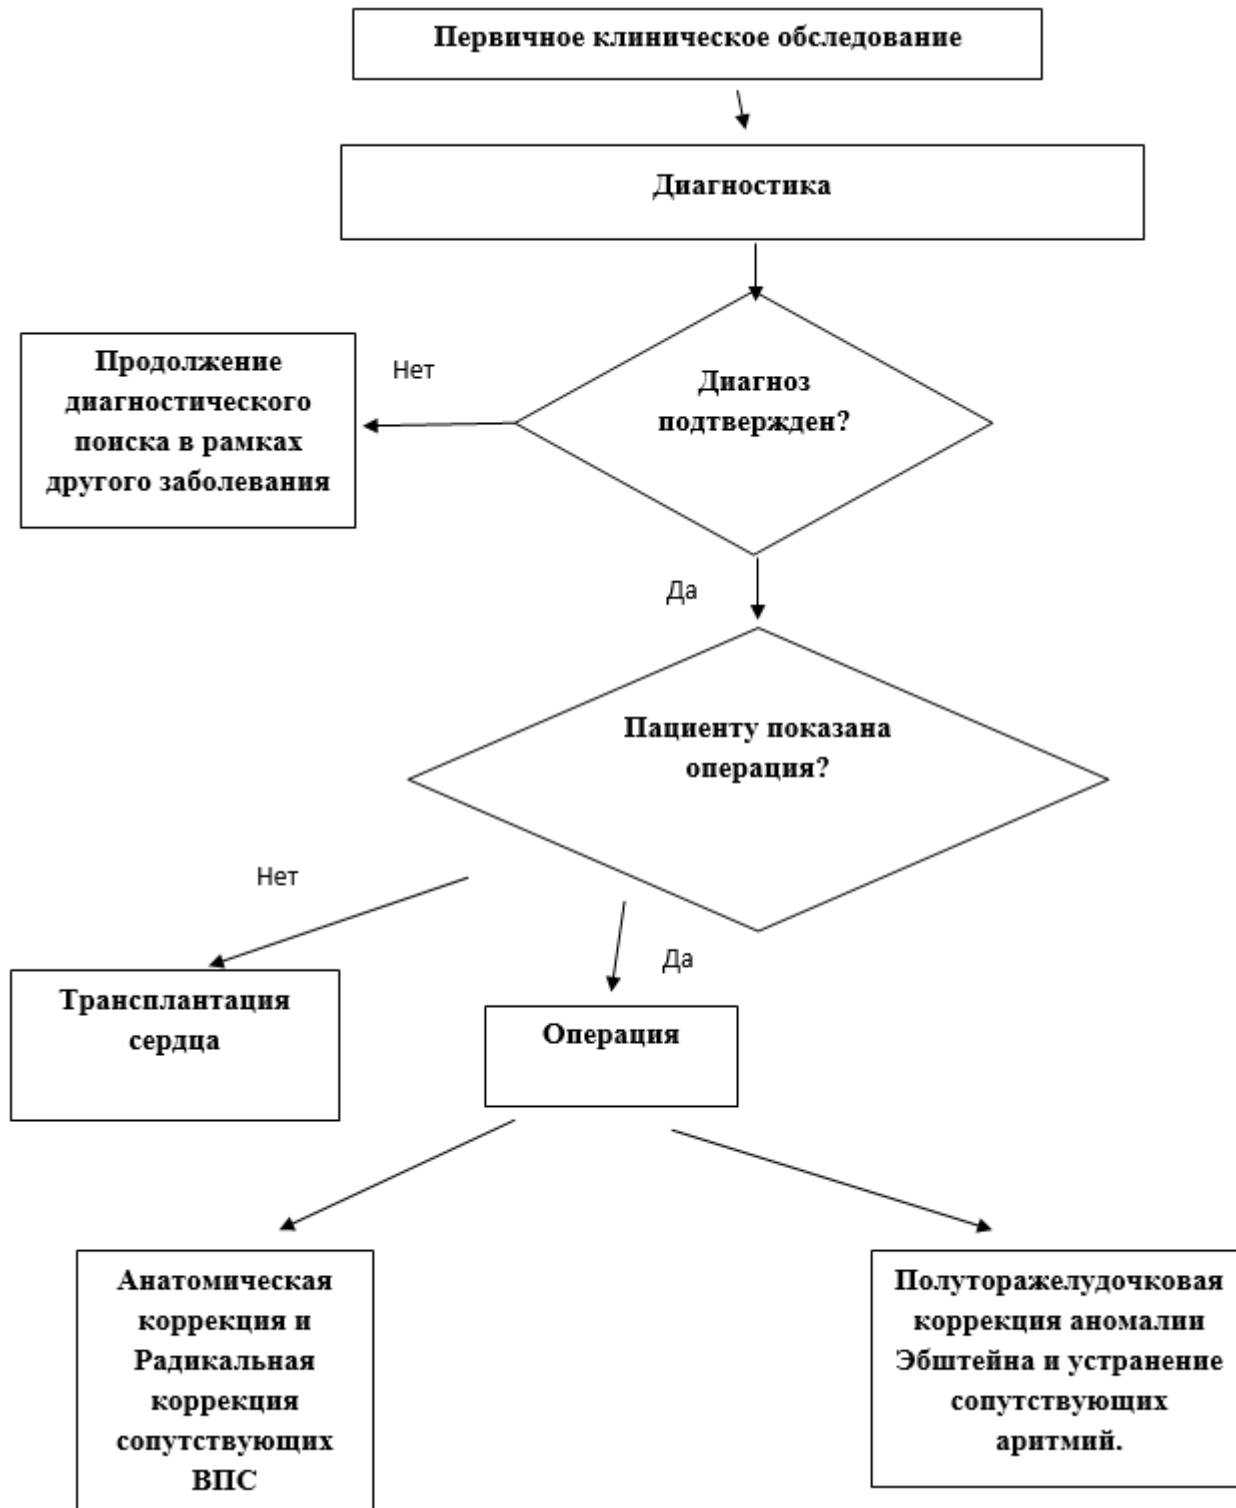 Первичное клиническое обследование
Диагностика
Диагноз
подтвержден?
Нет
Продолжение
диагностического
поиска в рамках
другого заболевания
Да
Пациенту показана
операция?
Нет
Трансплантация
сердца
Да
Операция
Анатомическая
коррекция и
Радикальная
коррекция
сопутствующих
ВПС
Полуторажелудочковая
коррекция аномалии
Эбштейна и устранение
сопутствующих
аритмий.